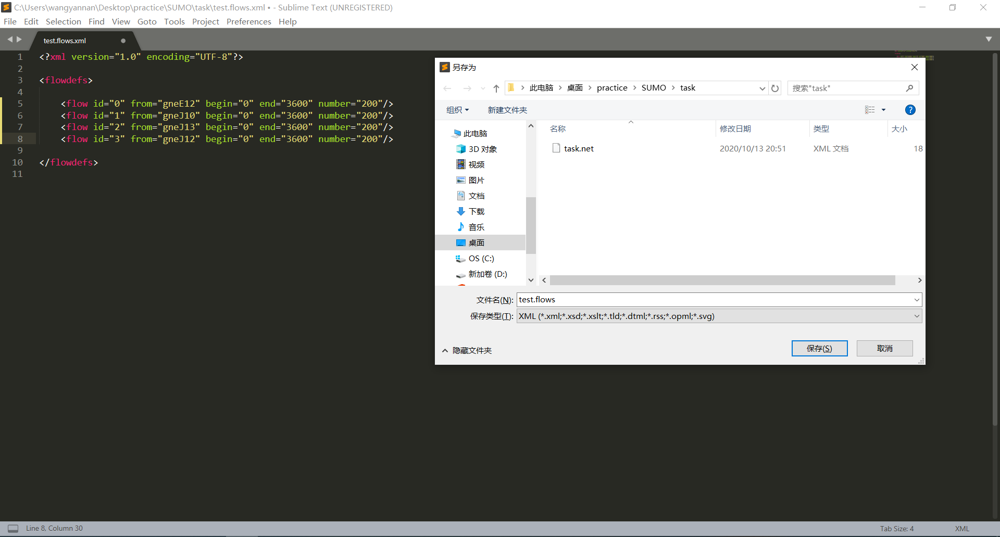 C:\Users\wangyannan\Desktop\practice\SUMO\task\test.flows.xml • - Sublime Text (UNREGISTERED)
File Edit Selection Find View Goto Tools Project Preferences Help
test.flows.xml
1 <?xml version="1.0" encoding="UTF-8"?>
2
3 <flowdefs>
4
5 <flow id="0" from="gneE12" begin="0" end="3600" number="200"/>
6 <flow id="1" from="gneJ10" begin="0" end="3600" number="200"/>
7 <flow id="2" from="gneJ13" begin="0" end="3600" number="200"/>
8 <flow id="3" from="gneJ12" begin="0" end="3600" number="200"/>
9
10 </flowdefs>
11
另存为
此电脑 > 桌面 > practice > SUMO > task
搜索"task"
组织 新建文件夹
此电脑
3D 对象
视频
图片
文档
下载
音乐
桌面
OS (C:)
新加卷 (D:)
名称 修改日期 类型 大小
task.net 2020/10/13 20:51 XML 文档 18
文件名(N): test.flows
保存类型(T): XML (*.xml;*.xsd;*.xslt;*.tld;*.dtml;*.rss;*.opml;*.svg)
隐藏文件夹
保存(S) 取消
Line 8, Column 30
Tab Size: 4 XML